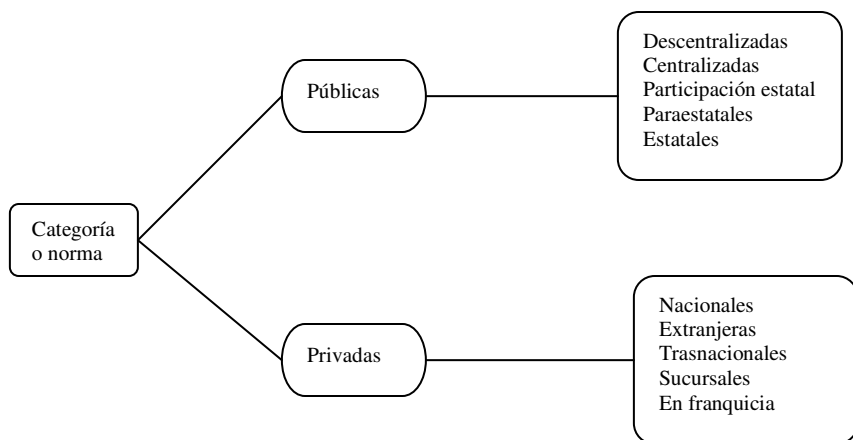 Categoría
o norma
Públicas
Descentralizadas
Centralizadas
Participación estatal
Paraestatales
Estatales
Privadas
Nacionales
Extranjeras
Trasnacionales
Sucursales
En franquicia